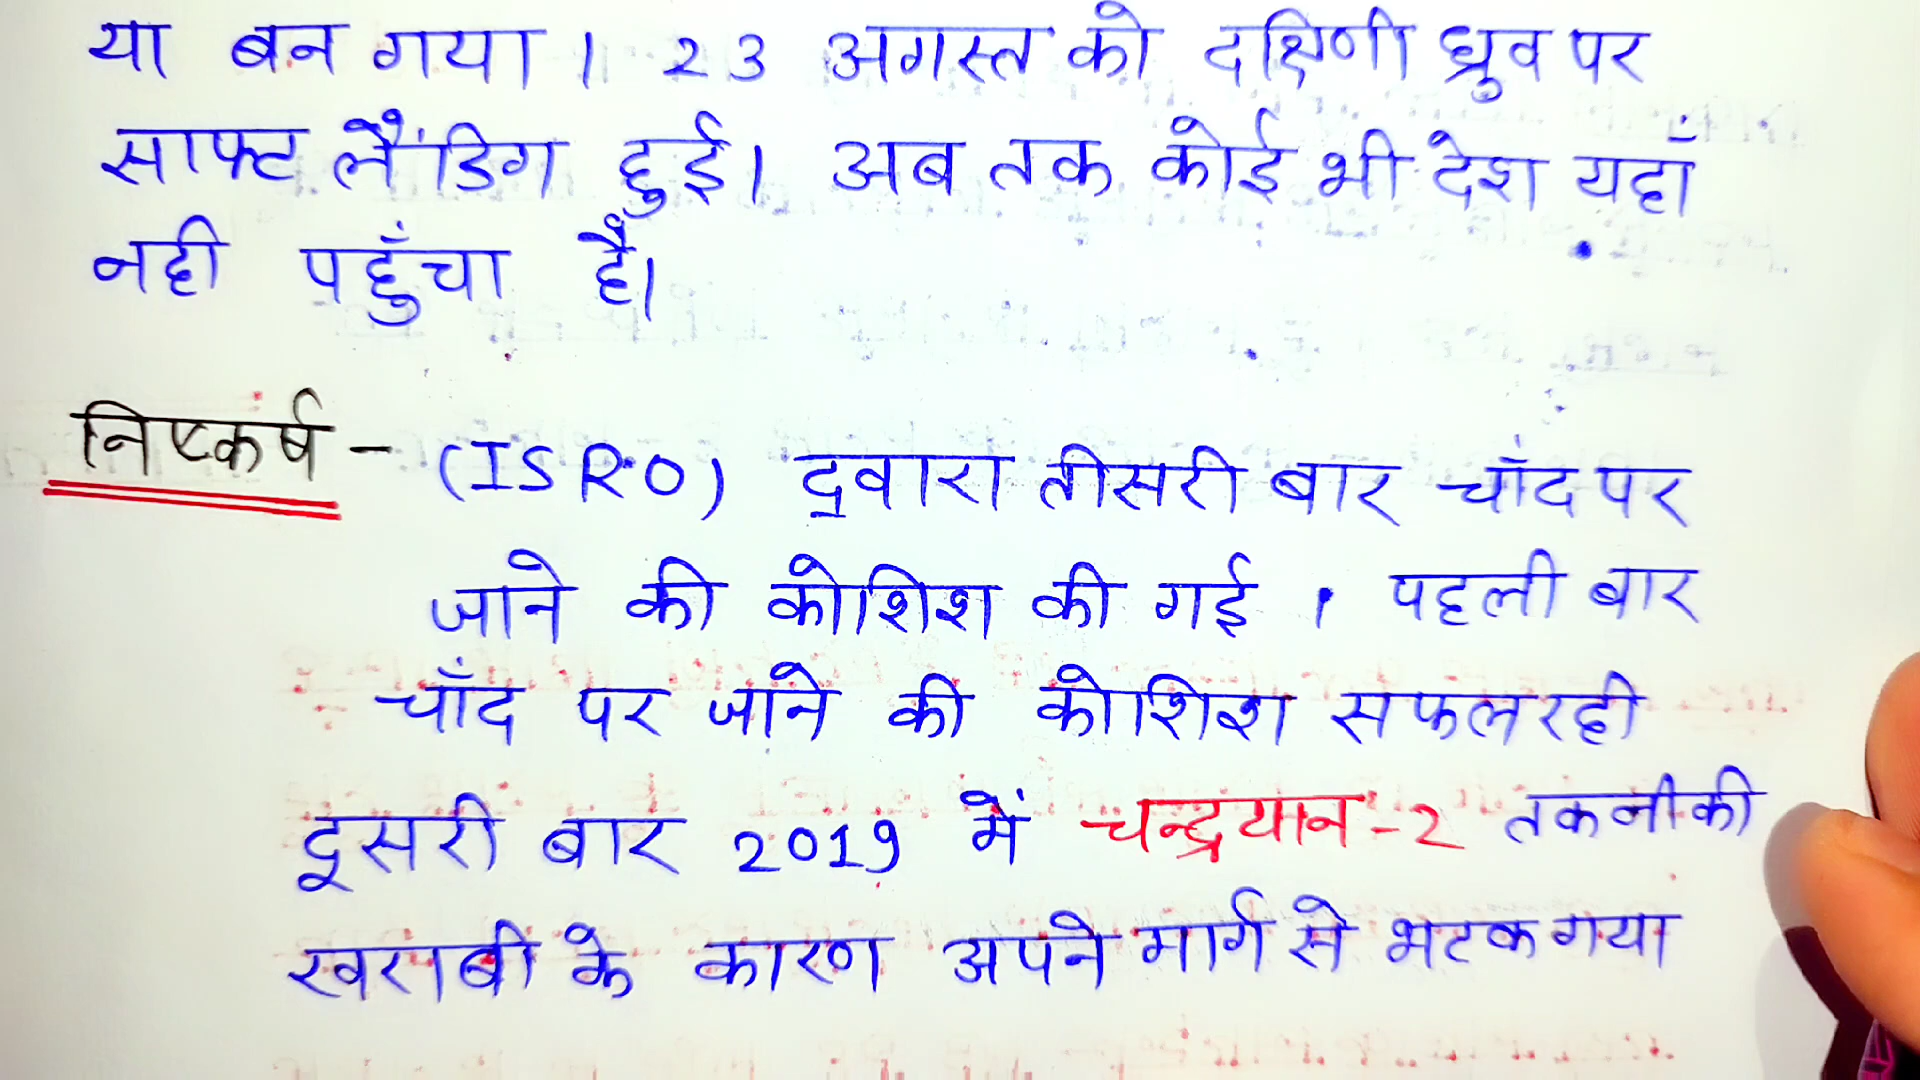 या बन गया। 23 अगस्त को दक्षिणी ध्रुव पर
साफ्ट लैंडिग हुई। अब तक कोई भी देश यहाँ
नही पहुँचा है।
निष्कर्ष - (ISRO) द्वारा तीसरी बार चाँद पर
जाने की कोशिश की गई । पहली बार
चाँद पर जाने की कोशिश सफल रही
दूसरी बार 2019 में चन्द्रयान-2 तकनीकी
खराबी के कारण अपने मार्ग से भटक गया